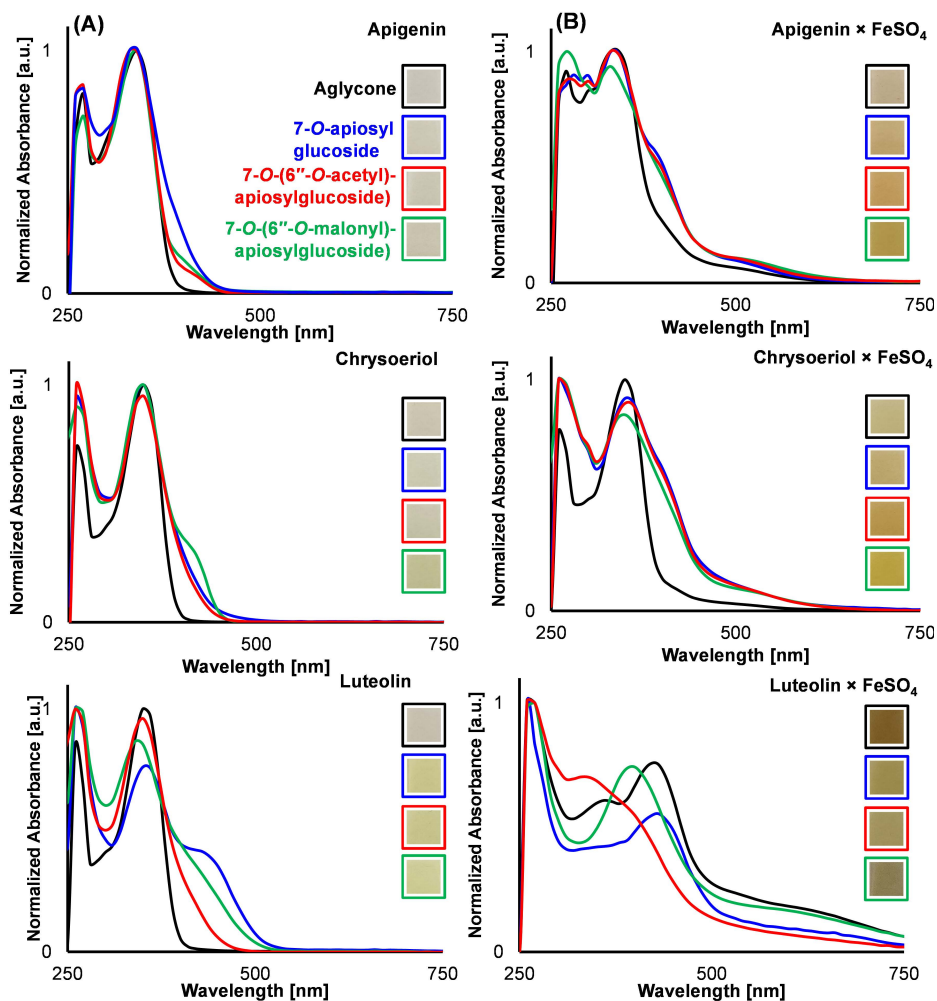 (A)
Apigenin
Normalized Absorbance [a.u.]
1
0
Aglycone
7-O-apiosyl
glucoside
7-O-(6″-O-acetyl)-
apiosylglucoside)
7-O-(6″-O-malonyl)-
apiosylglucoside)
250
500
750
Wavelength [nm]
(B)
Apigenin × FeSO₄
Normalized Absorbance [a.u.]
1
0
250
500
750
Wavelength [nm]
Chrysoeriol
Normalized Absorbance [a.u.]
1
0
250
500
750
Wavelength [nm]
Chrysoeriol × FeSO₄
Normalized Absorbance [a.u.]
1
0
250
500
750
Wavelength [nm]
Luteolin
Normalized Absorbance [a.u.]
1
0
250
500
750
Wavelength [nm]
Luteolin × FeSO₄
Normalized Absorbance [a.u.]
1
0
250
500
750
Wavelength [nm]